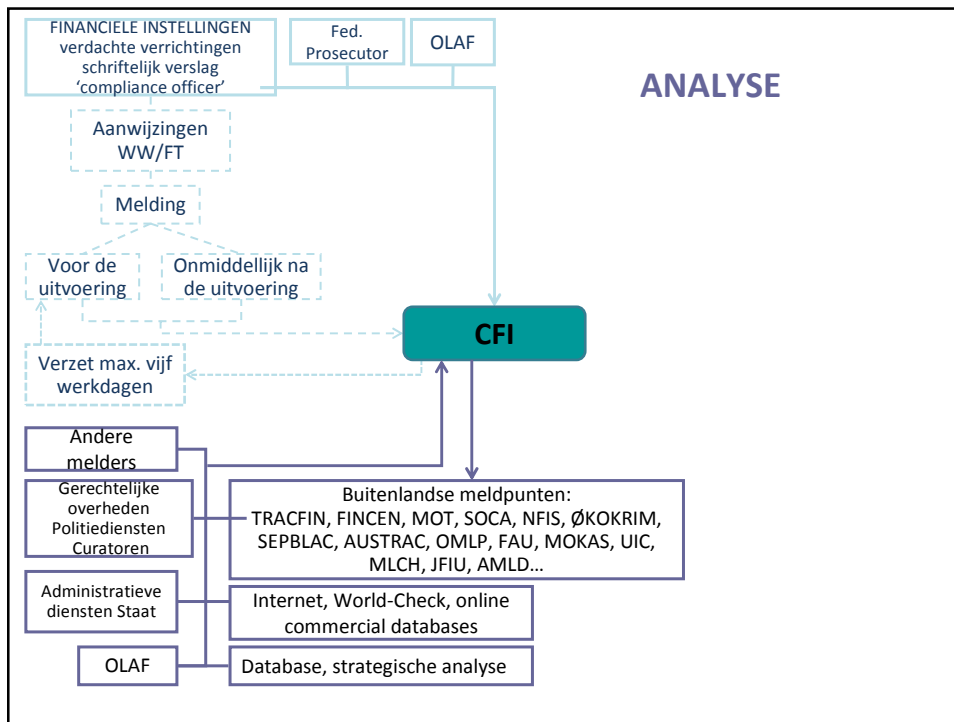 FINANCIELE INSTELLINGEN
verdachte verrichtingen
schriftelijk verslag
‘compliance officer’
Fed.
Prosecutor
OLAF
ANALYSE
Aanwijzingen
WW/FT
Melding
Voor de
uitvoering
Onmiddellijk na
de uitvoering
CFI
Verzet max. vijf
werkdagen
Andere
melders
Gerechtelijke
overheden
Politiediensten
Curatoren
Buitenlandse meldpunten:
TRACFIN, FINCEN, MOT, SOCA, NFIS, ØKOKRIM,
SEPBLAC, AUSTRAC, OMLP, FAU, MOKAS, UIC,
MLCH, JFIU, AMLD…
Administratieve
diensten Staat
Internet, World-Check, online
commercial databases
OLAF
Database, strategische analyse